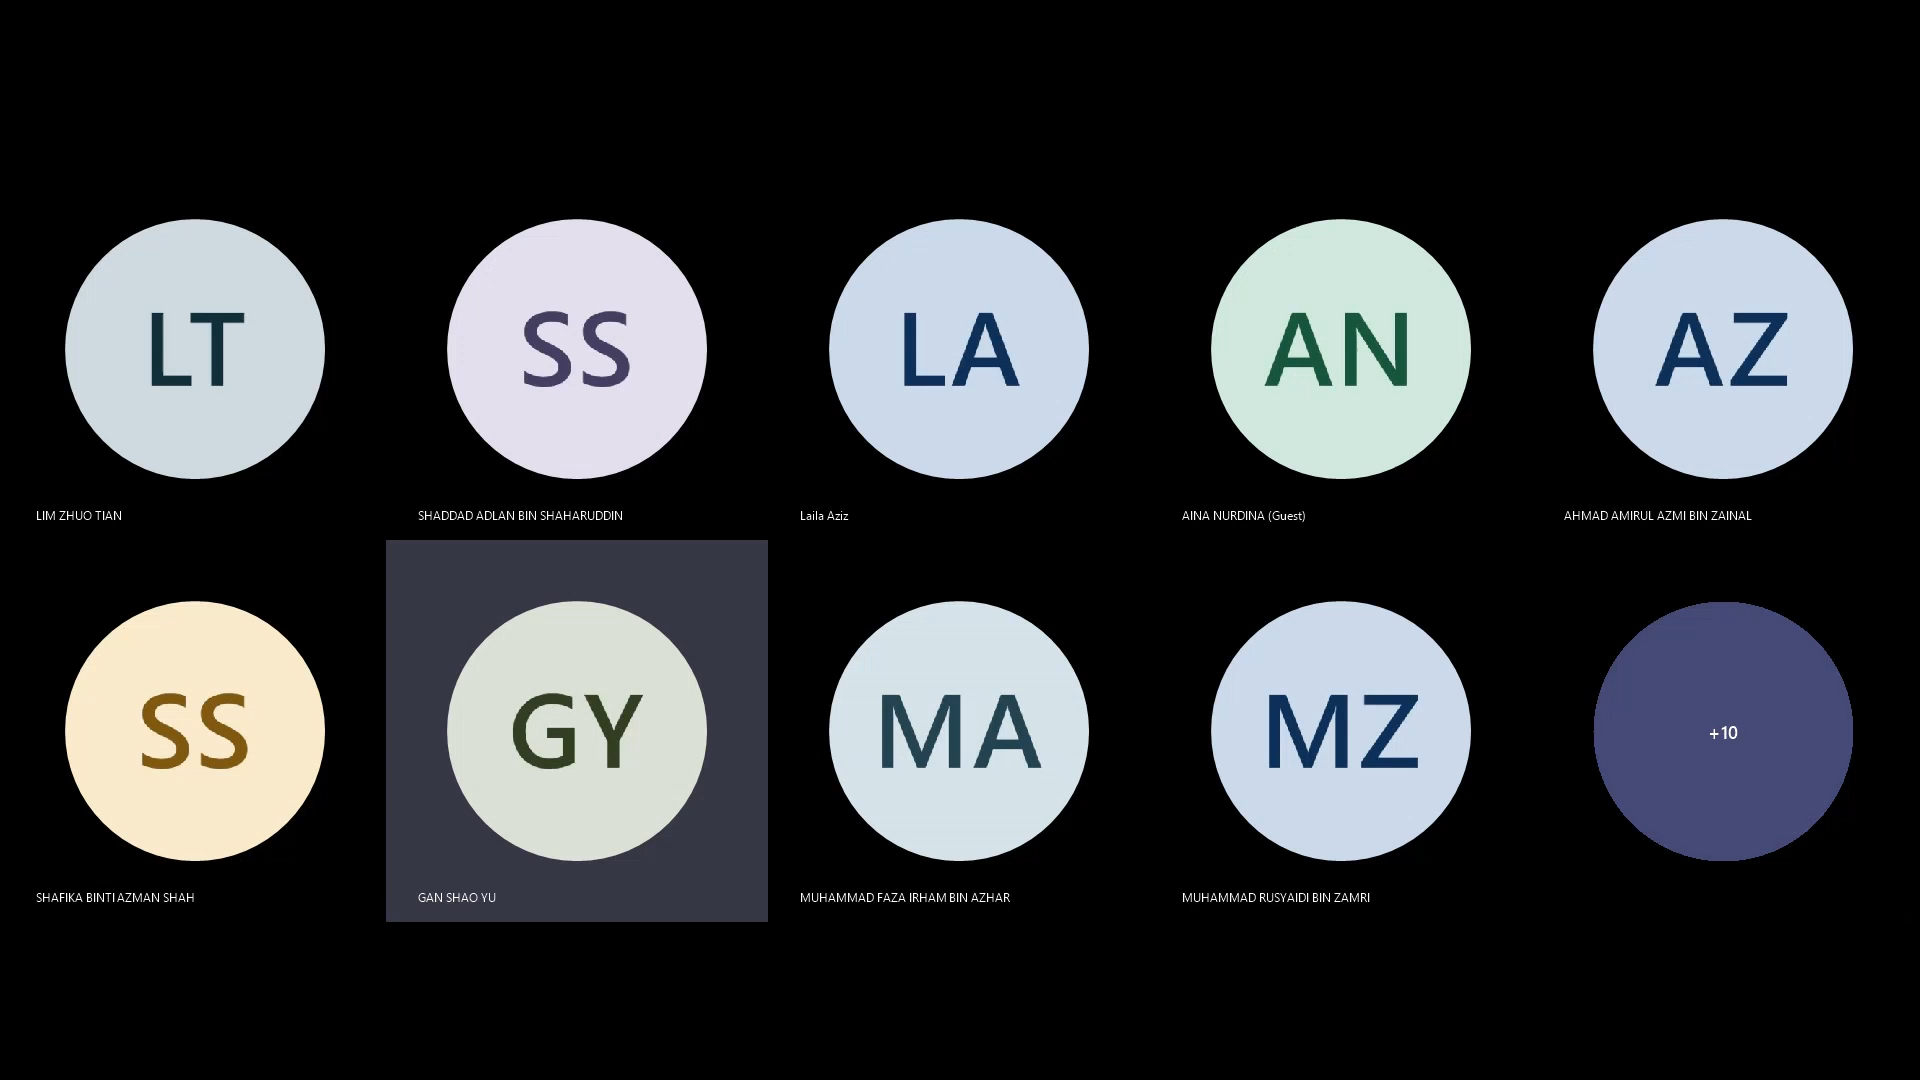 LT
SS
LA
AN
AZ
LIM ZHUO TIAN
SHADDAD ADLAN BIN SHAHARUDDIN
Laila Aziz
AINA NURDINA (Guest)
AHMAD AMIRUL AZMI BIN ZAINAL
SS
GY
MA
MZ
+10
SHAFIKA BINTI AZMAN SHAH
GAN SHAO YU
MUHAMMAD FAZA IRHAM BIN AZHAR
MUHAMMAD RUSYAIDI BIN ZAMRI